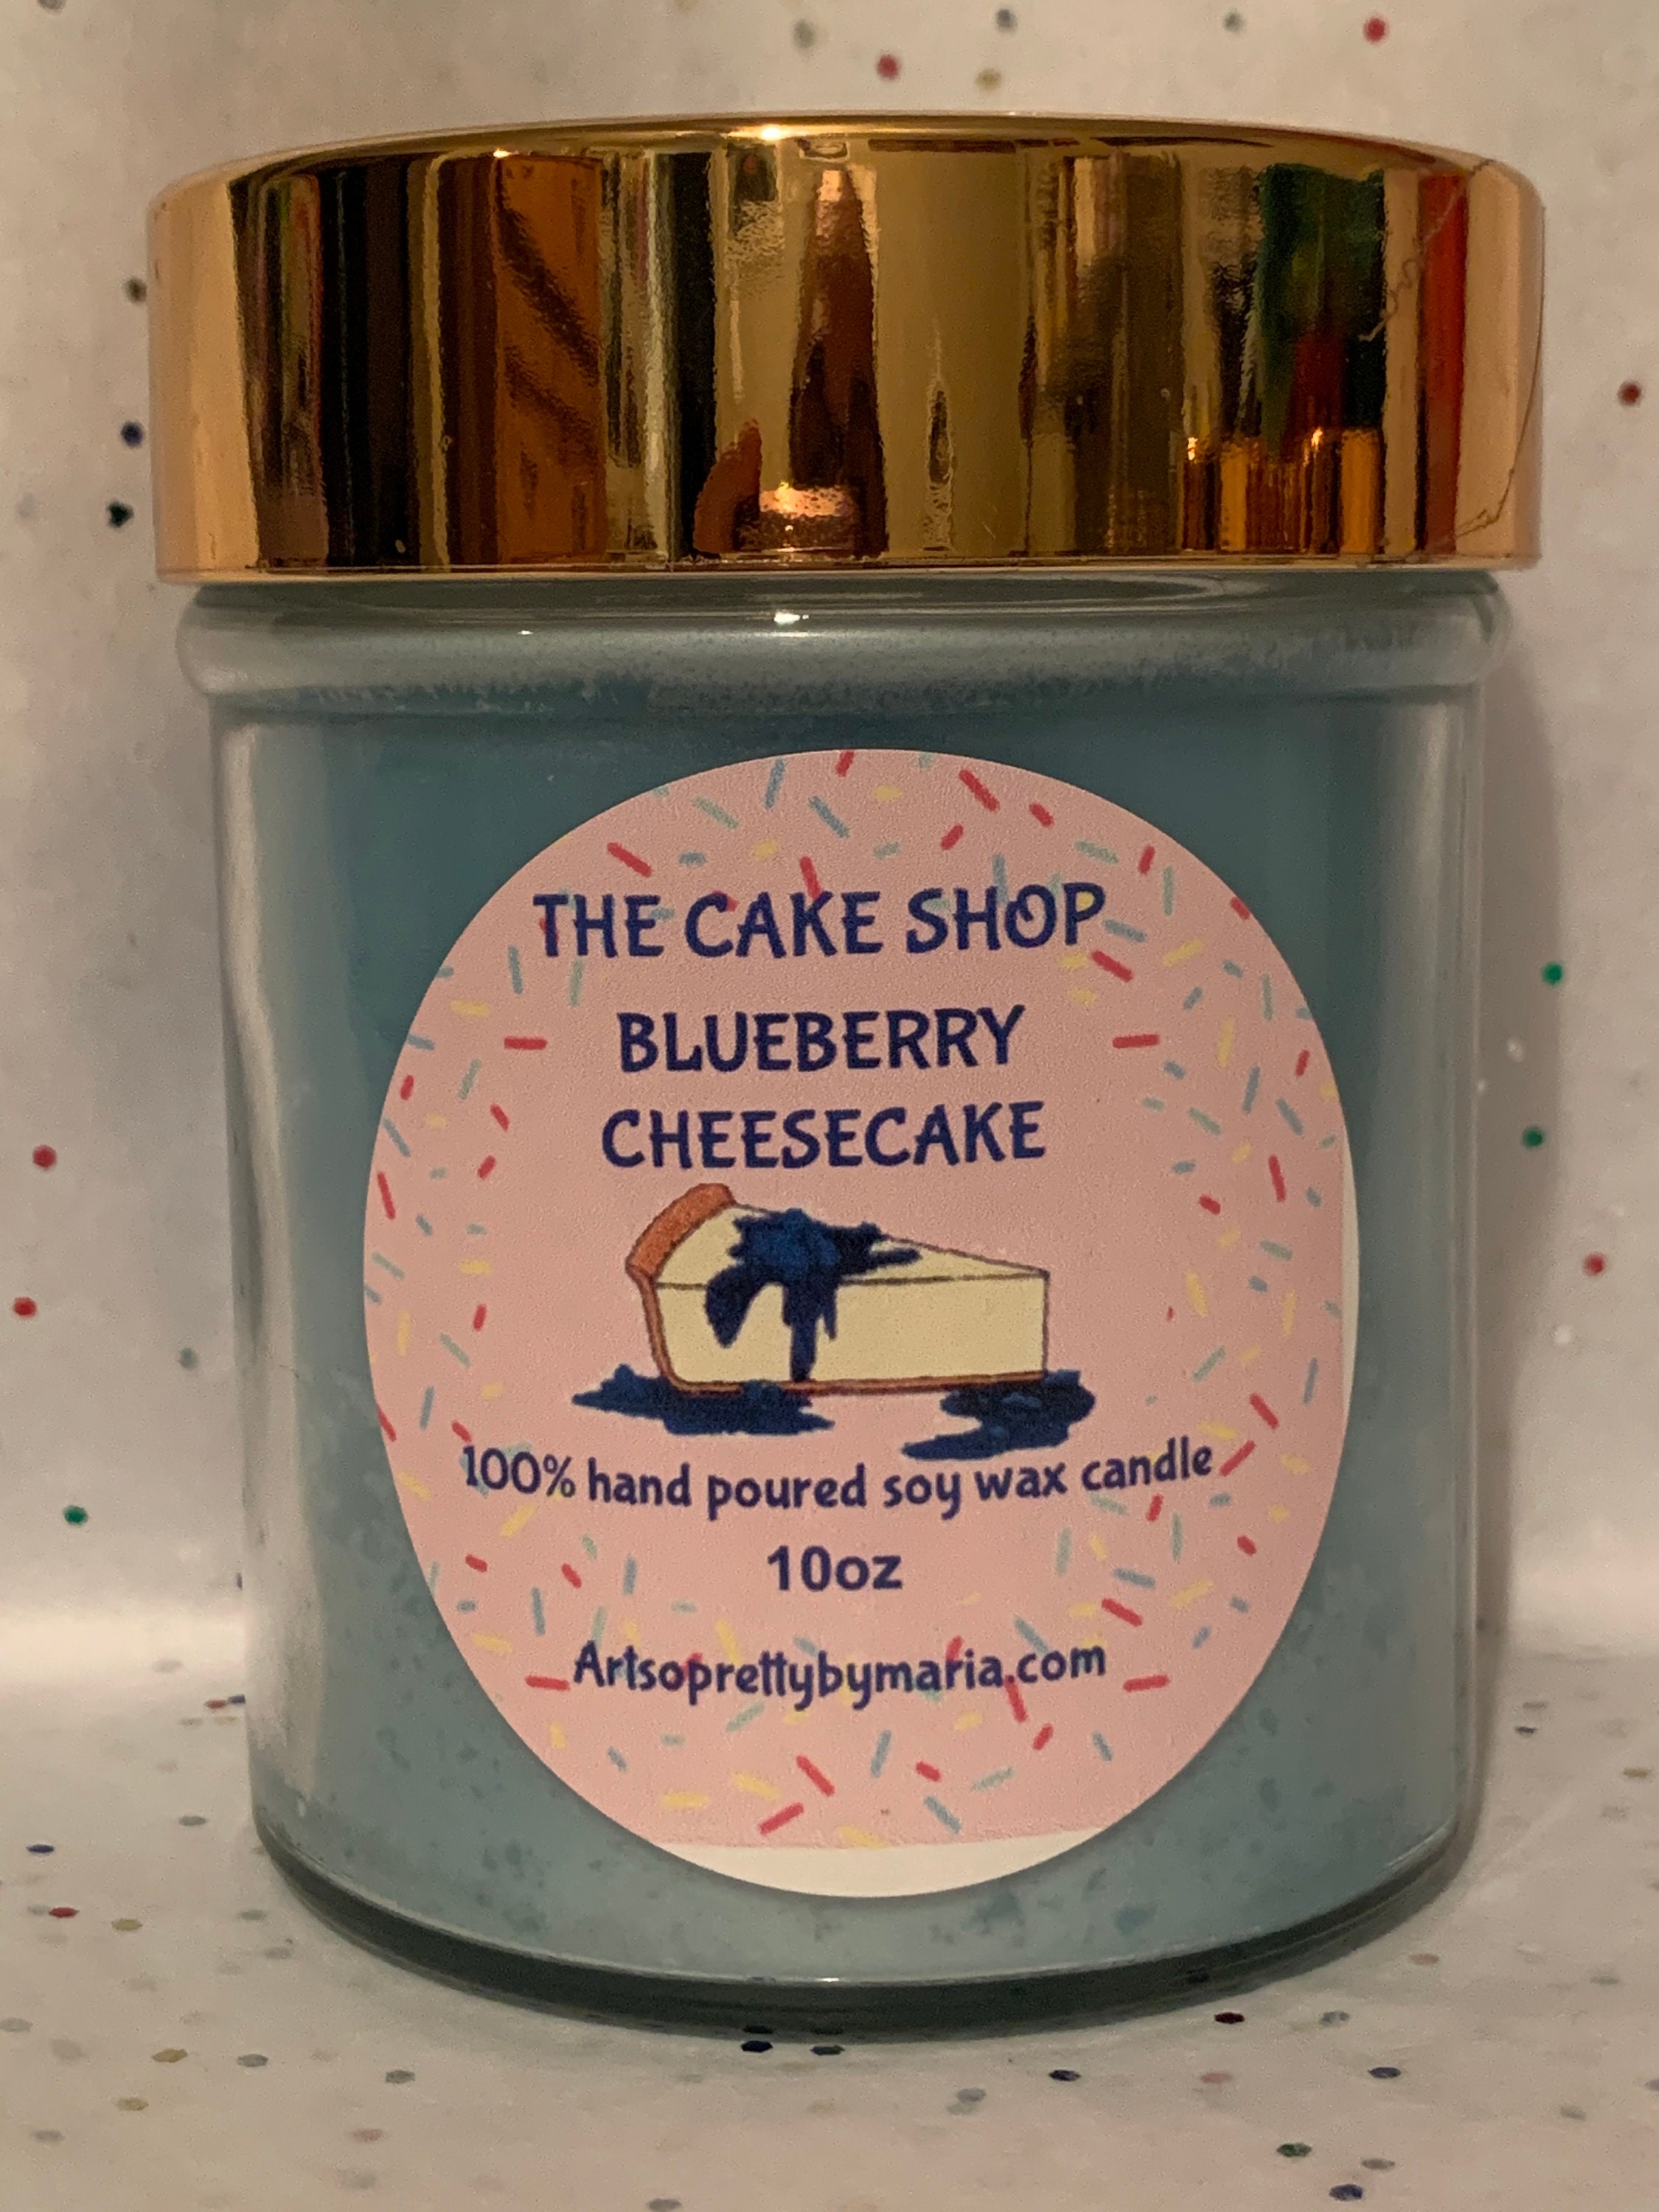 THE CAKE SHOP
BLUEBERRY
CHEESECAKE
100% hand poured soy wax candle
10oz
Artsoprettybymaria.com